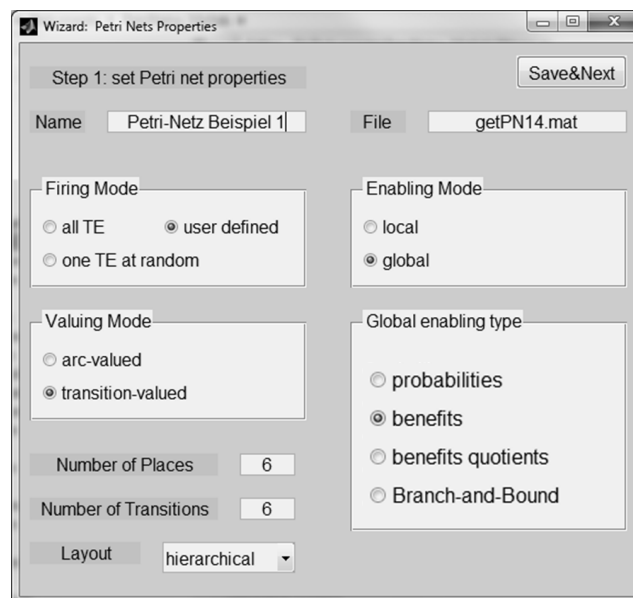 Wizard: Petri Nets Properties
Step 1: set Petri net properties
Save&Next
Name
Petri-Netz Beispiel 1
File
getPN14.mat
Firing Mode
all TE
user defined
one TE at random
Enabling Mode
local
global
Valuing Mode
arc-valued
transition-valued
Global enabling type
probabilities
benefits
benefits quotients
Branch-and-Bound
Number of Places
6
Number of Transitions
6
Layout
hierarchical